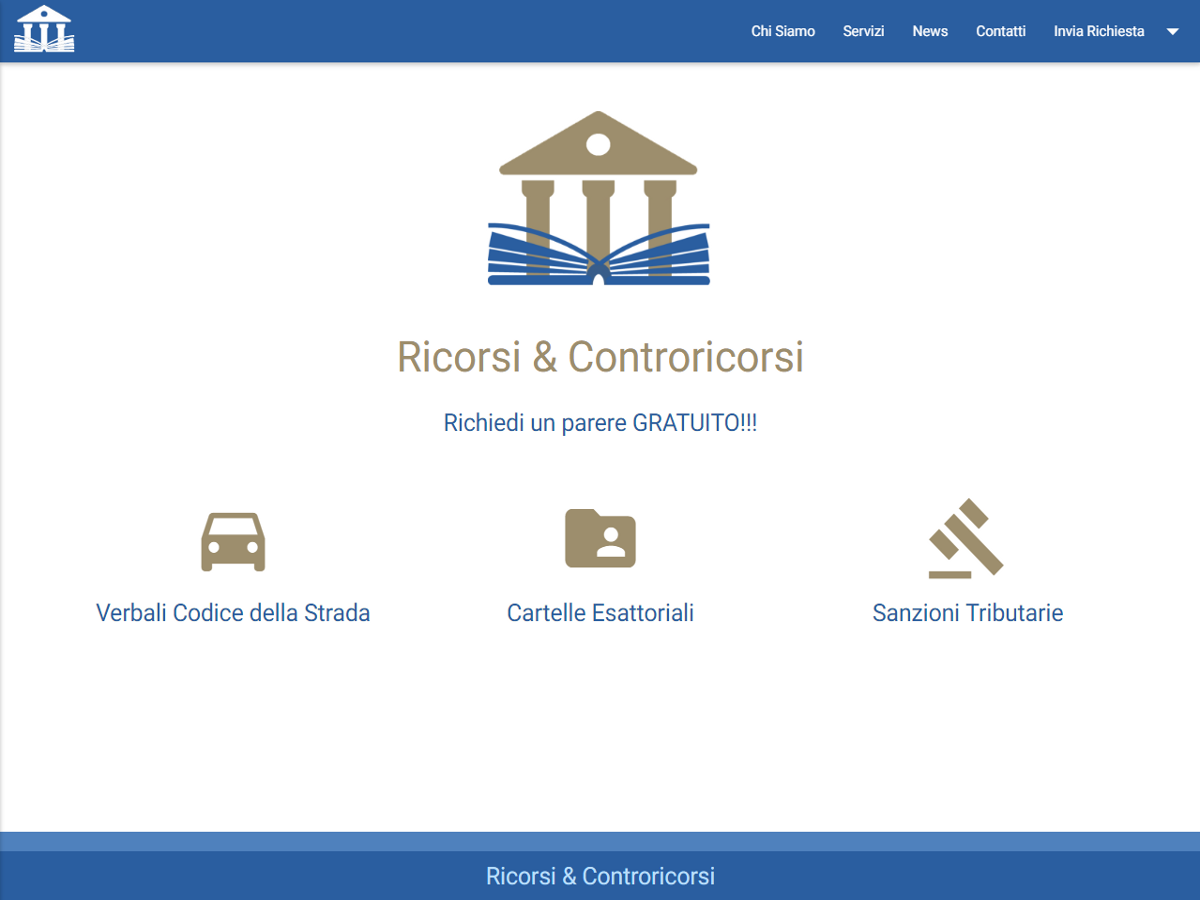 Chi Siamo
Servizi
News
Contatti
Invia Richiesta
Ricorsi & Controricorsi
Richiedi un parere GRATUITO!!!
Verbali Codice della Strada
Cartelle Esattoriali
Sanzioni Tributarie
Ricorsi & Controricorsi